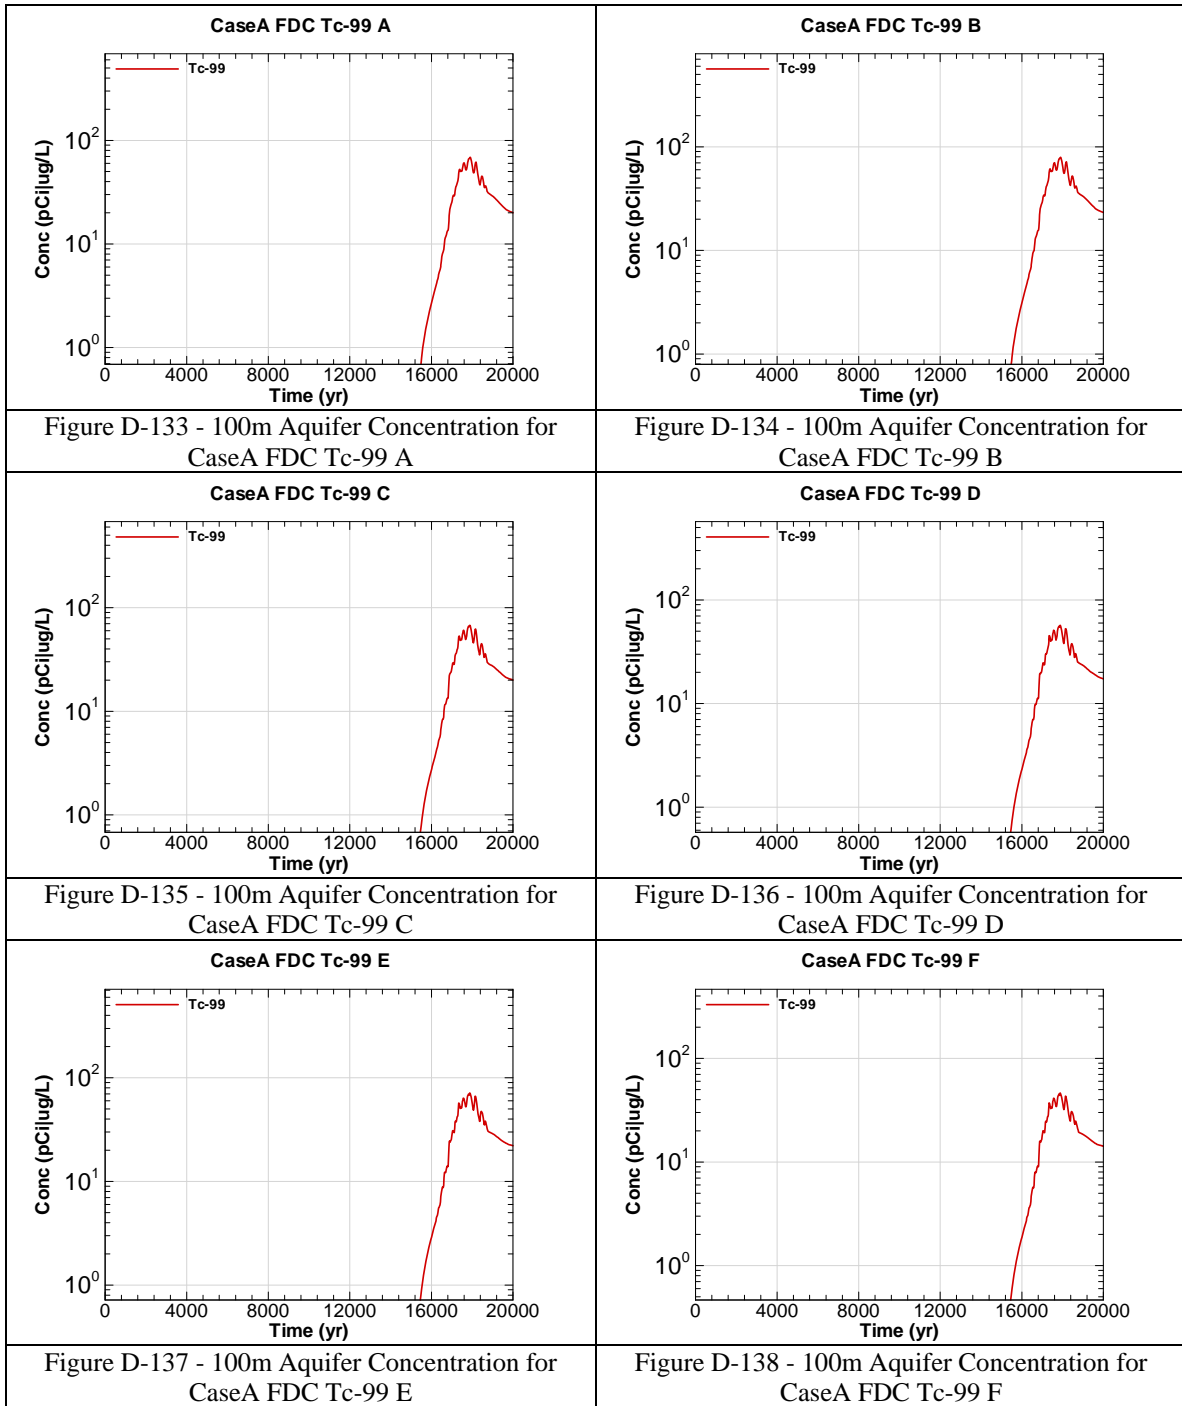 CaseA FDC Tc-99 A
Tc-99
Conc (pCi|ug/L)
10^2
10^1
10^0
0 4000 8000 12000 16000 20000
Time (yr)
Figure D-133 - 100m Aquifer Concentration for
CaseA FDC Tc-99 A
CaseA FDC Tc-99 B
Tc-99
Conc (pCi|ug/L)
10^2
10^1
10^0
0 4000 8000 12000 16000 20000
Time (yr)
Figure D-134 - 100m Aquifer Concentration for
CaseA FDC Tc-99 B
CaseA FDC Tc-99 C
Tc-99
Conc (pCi|ug/L)
10^2
10^1
10^0
0 4000 8000 12000 16000 20000
Time (yr)
Figure D-135 - 100m Aquifer Concentration for
CaseA FDC Tc-99 C
CaseA FDC Tc-99 D
Tc-99
Conc (pCi|ug/L)
10^2
10^1
10^0
0 4000 8000 12000 16000 20000
Time (yr)
Figure D-136 - 100m Aquifer Concentration for
CaseA FDC Tc-99 D
CaseA FDC Tc-99 E
Tc-99
Conc (pCi|ug/L)
10^2
10^1
10^0
0 4000 8000 12000 16000 20000
Time (yr)
Figure D-137 - 100m Aquifer Concentration for
CaseA FDC Tc-99 E
CaseA FDC Tc-99 F
Tc-99
Conc (pCi|ug/L)
10^2
10^1
10^0
0 4000 8000 12000 16000 20000
Time (yr)
Figure D-138 - 100m Aquifer Concentration for
CaseA FDC Tc-99 F